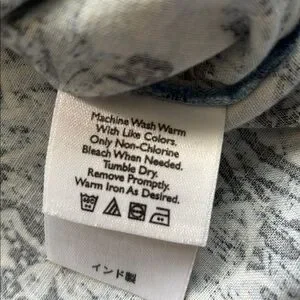 Machine Wash Warm
With Like Colors.
Only Non-Chlorine
Bleach When Needed.
Tumble Dry.
Remove Promptly.
Warm Iron As Desired.
インド製